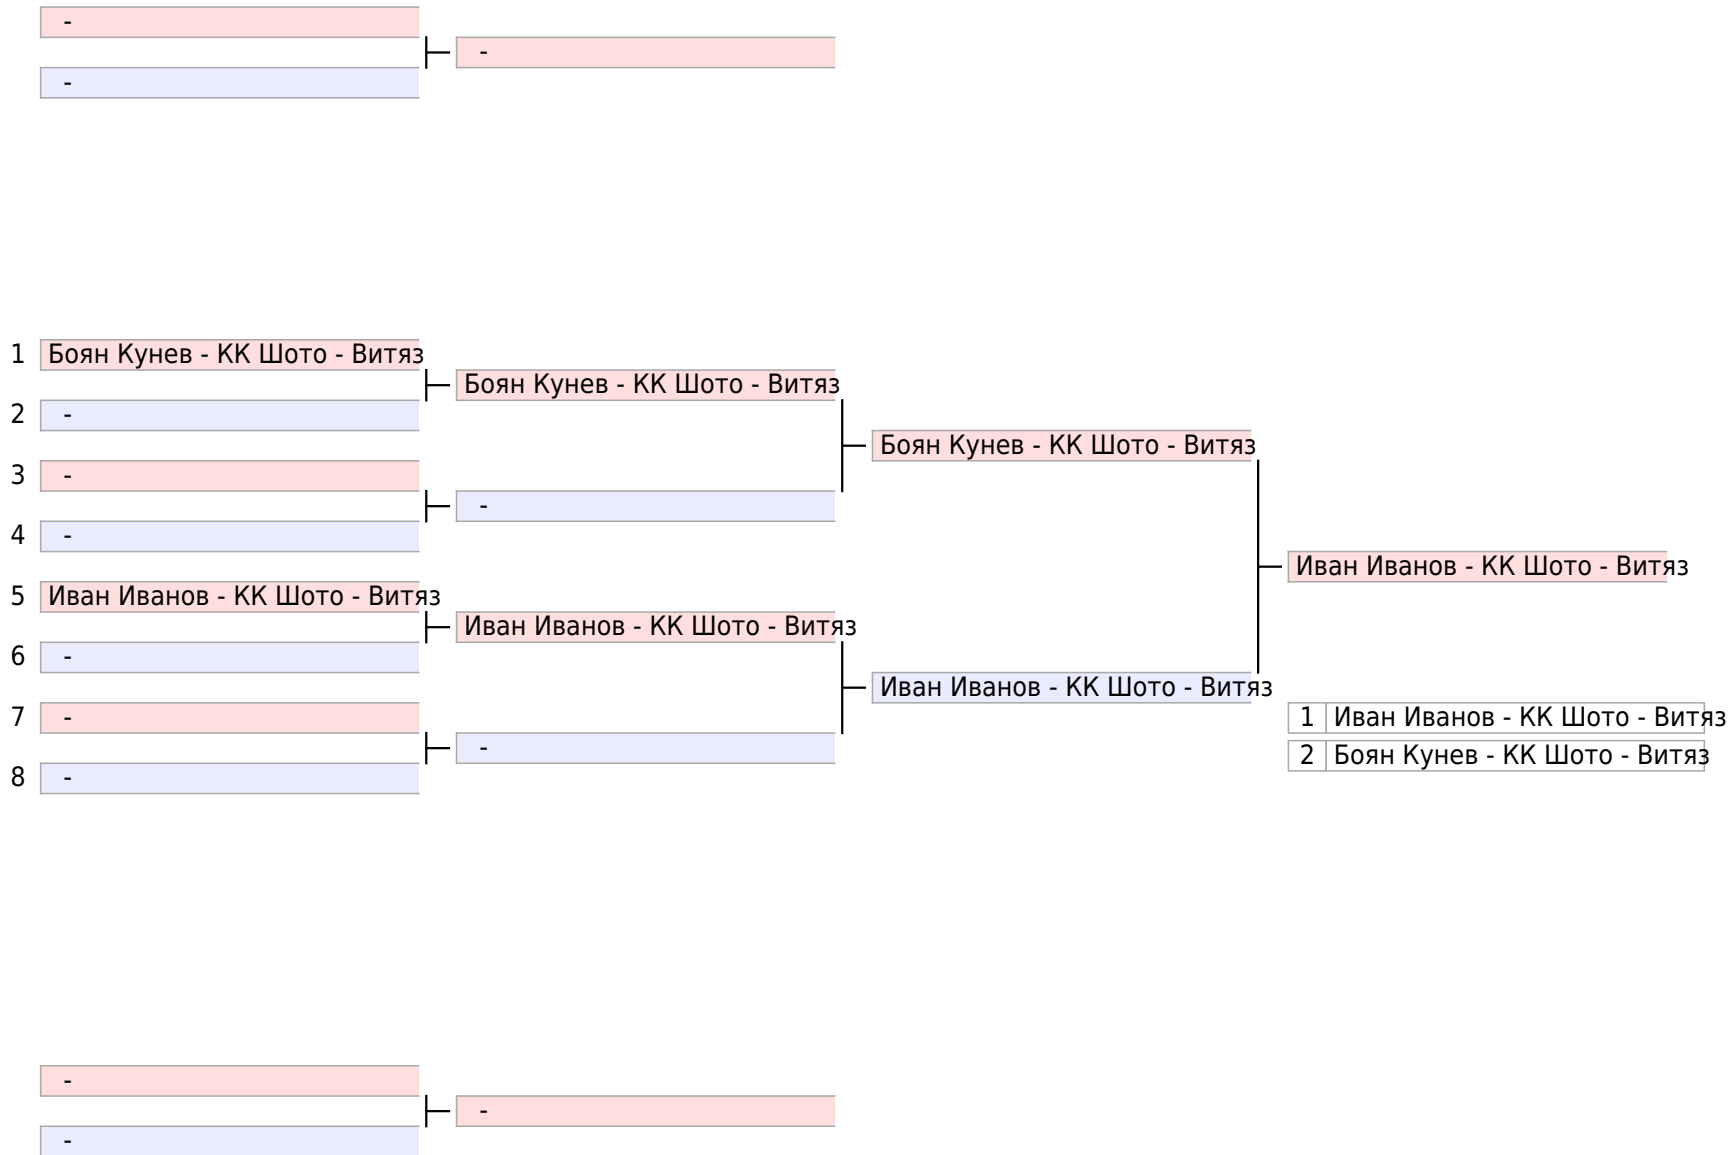 -
-
-
1 Боян Кунев - КК Шото - Витяз
Боян Кунев - КК Шото - Витяз
2 -
Боян Кунев - КК Шото - Витяз
3 -
-
4 -
Иван Иванов - КК Шото - Витяз
5 Иван Иванов - КК Шото - Витяз
Иван Иванов - КК Шото - Витяз
6 -
Иван Иванов - КК Шото - Витяз
7 -
1 Иван Иванов - КК Шото - Витяз
-
2 Боян Кунев - КК Шото - Витяз
8 -
-
-
-